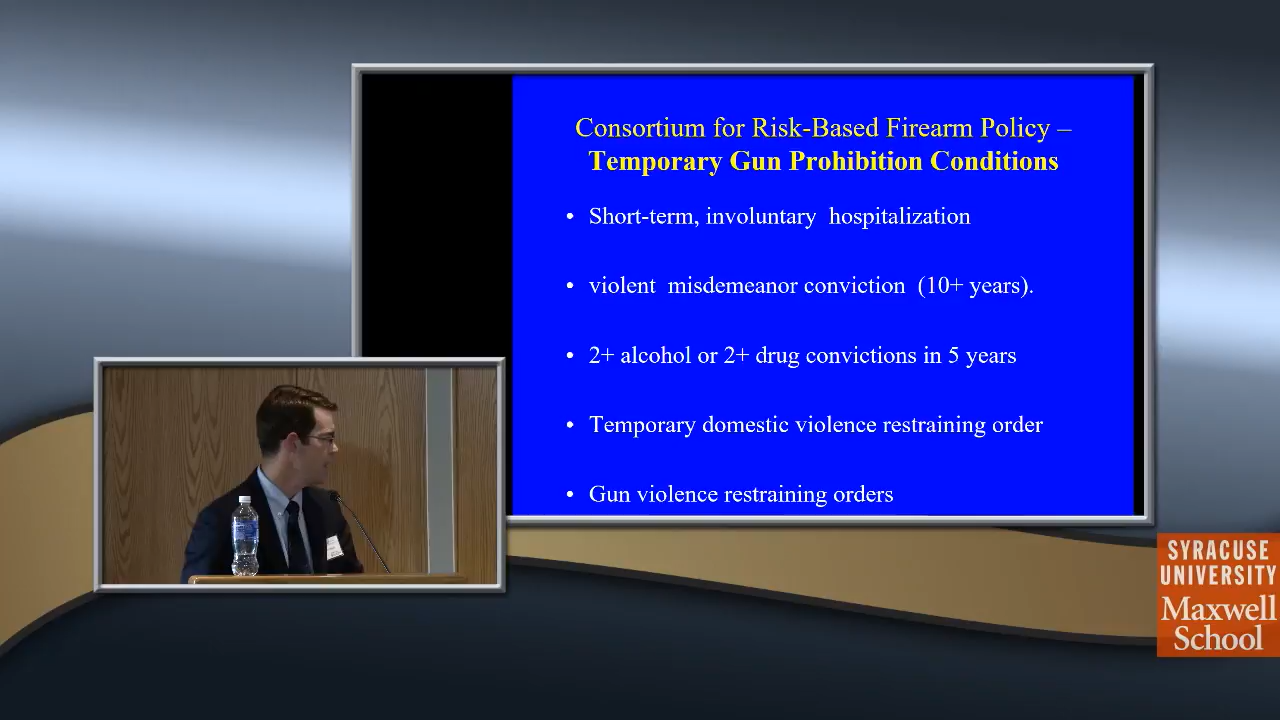 Consortium for Risk-Based Firearm Policy –
Temporary Gun Prohibition Conditions
• Short-term, involuntary  hospitalization
• violent  misdemeanor conviction  (10+ years).
• 2+ alcohol or 2+ drug convictions in 5 years
• Temporary domestic violence restraining order
• Gun violence restraining orders
SYRACUSE
UNIVERSITY
Maxwell
School